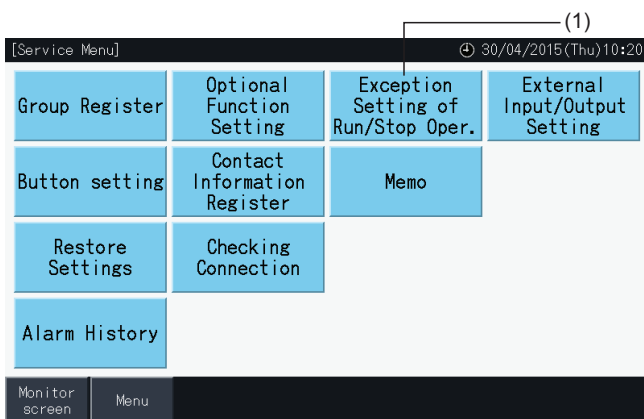 (1)
[Service Menu] 30/04/2015(Thu)10:20
Group Register
Optional
Function
Setting
Exception
Setting of
Run/Stop Oper.
External
Input/Output
Setting
Button setting
Contact
Information
Register
Memo
Restore
Settings
Checking
Connection
Alarm History
Monitor
screen
Menu